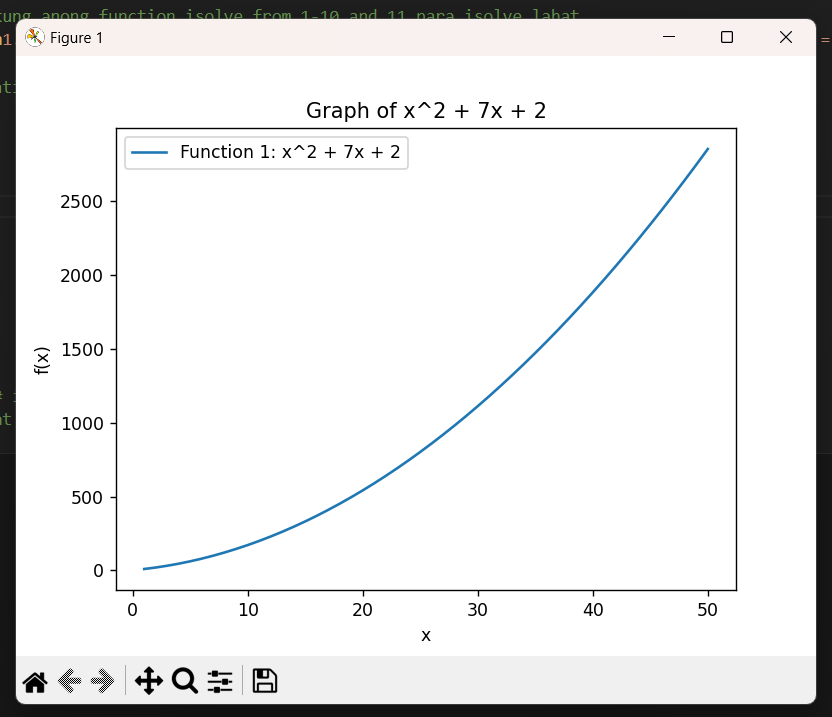 tung anong function isolve from 1-10 and 11 para isolve lahat
Figure 1
1
=
Graph of x^2 + 7x + 2
Function 1: x^2 + 7x + 2
2500
2000
1500
1000
500
0
f(x)
0 10 20 30 40 50
x